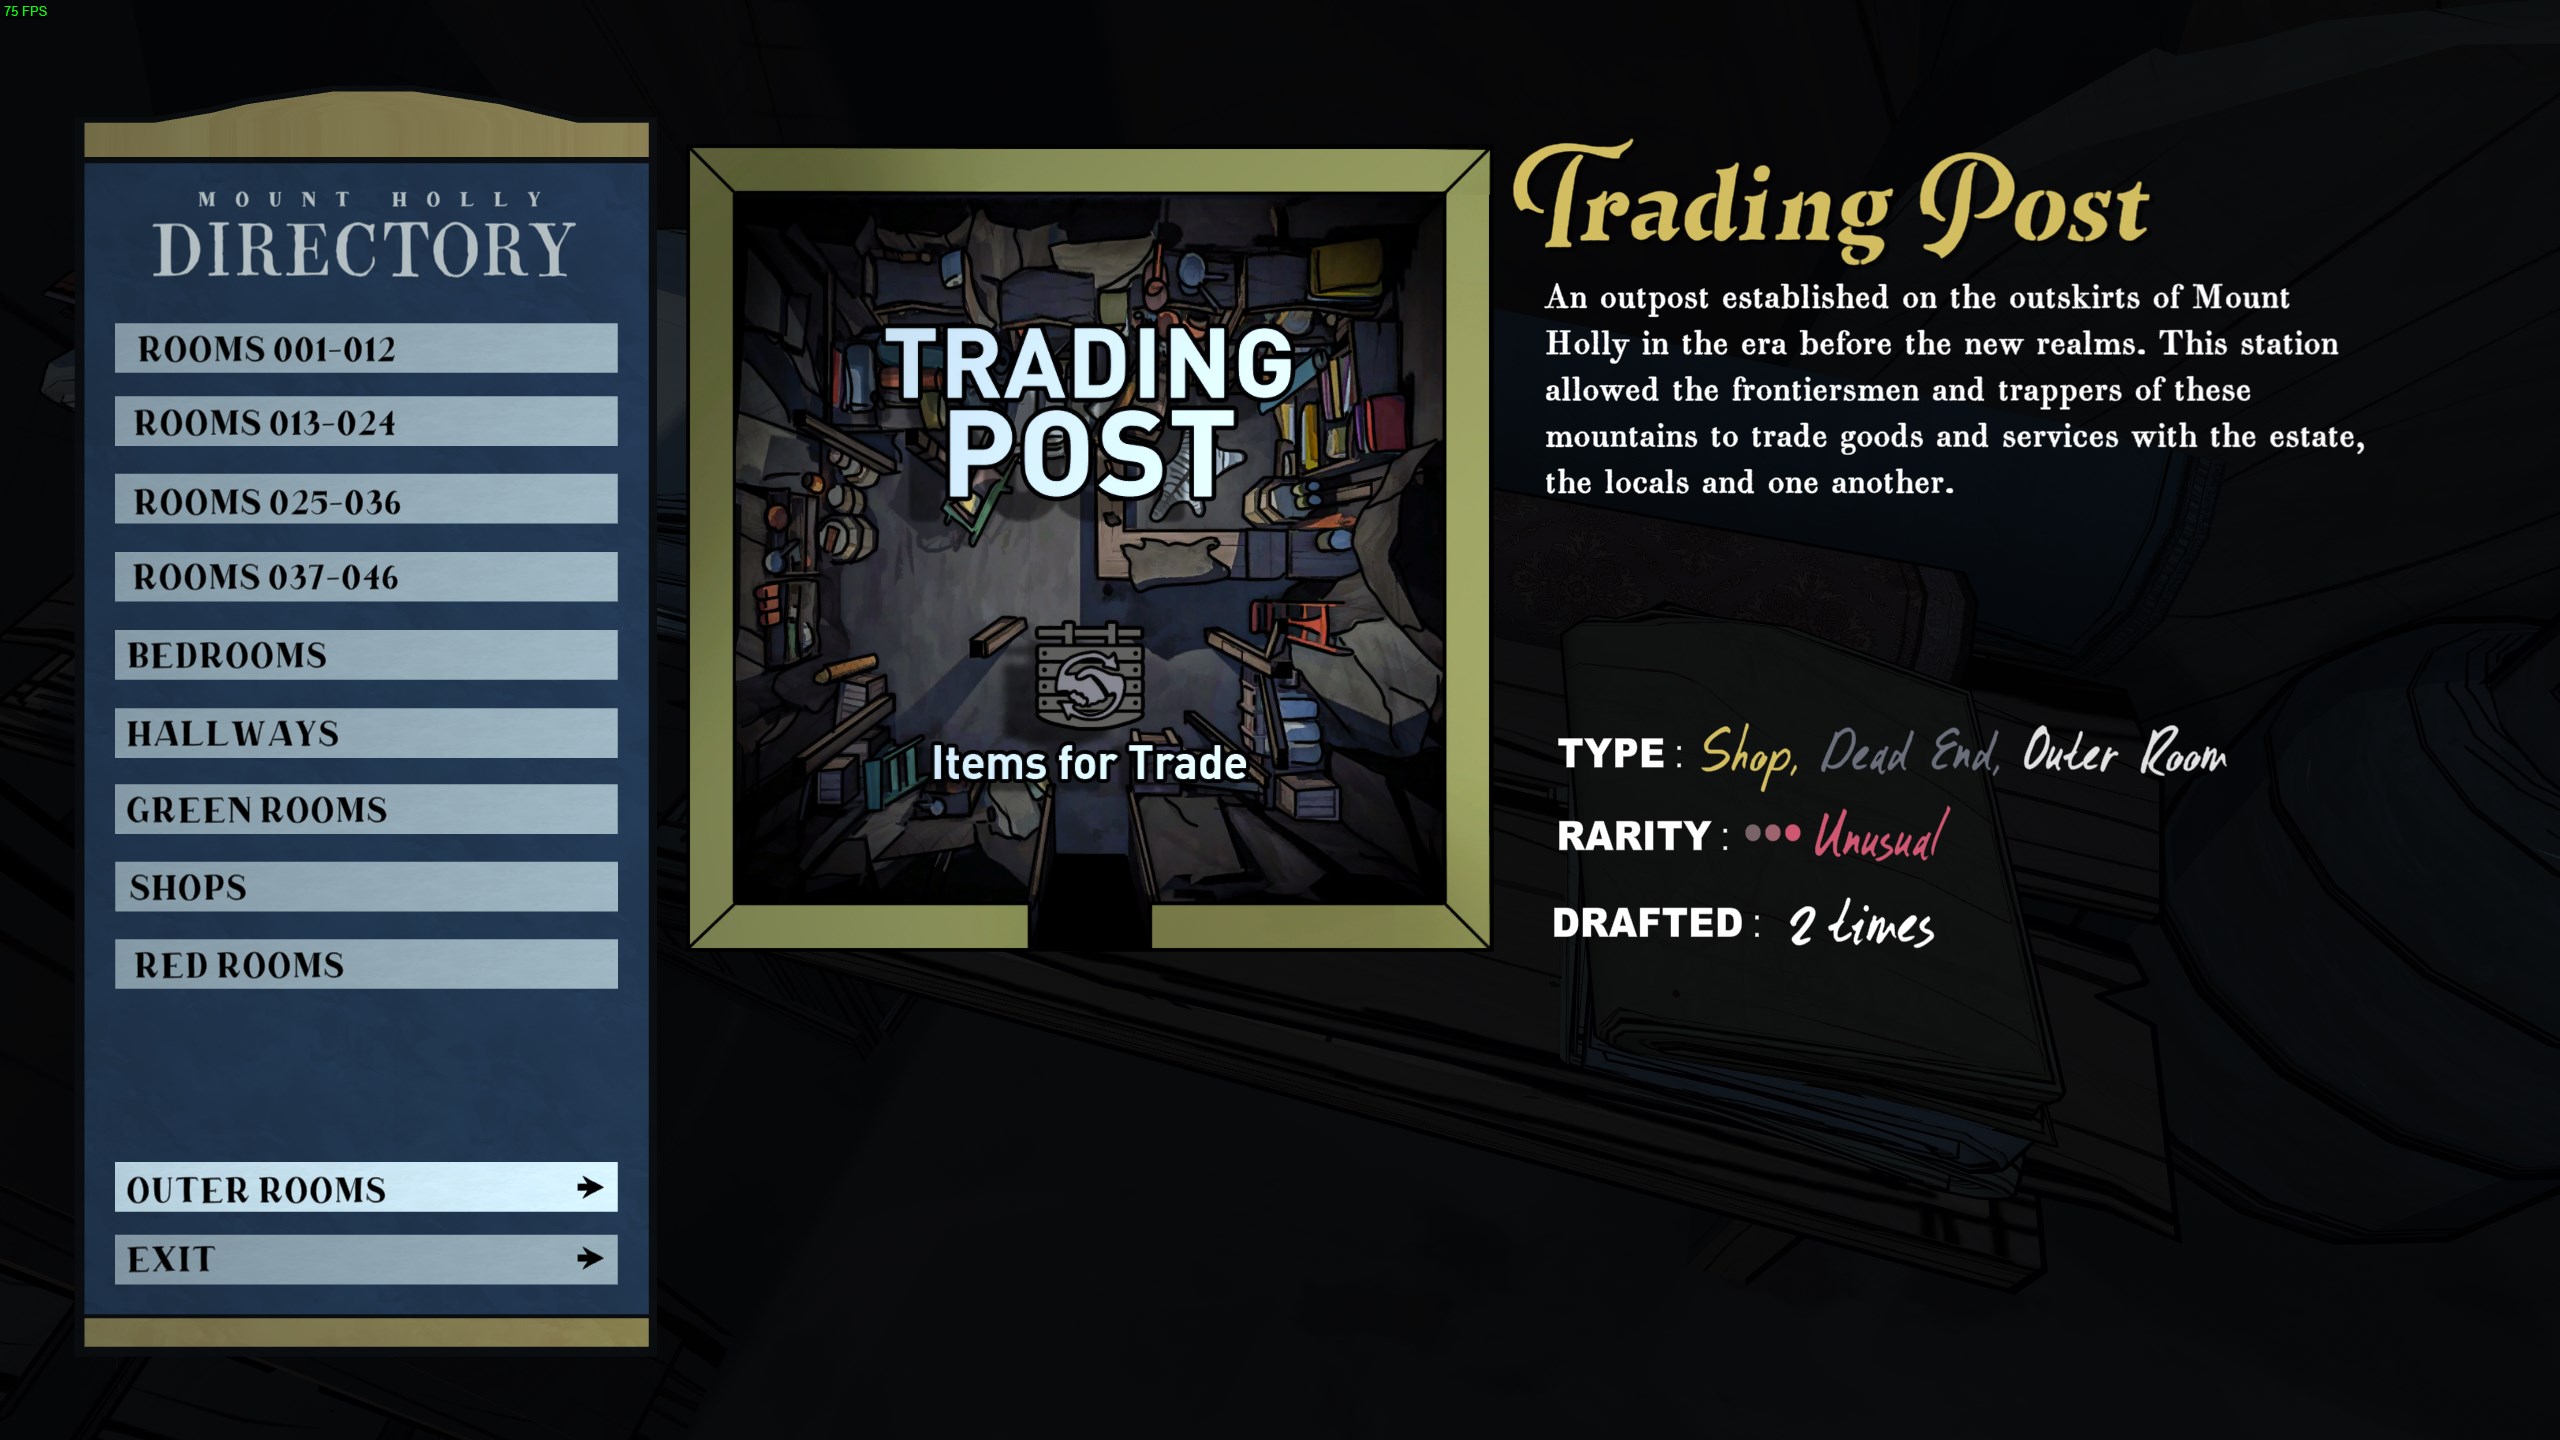 75 FPS
MOUNT HOLLY
DIRECTORY
ROOMS 001-012
ROOMS 013-024
ROOMS 025-036
ROOMS 037-046
BEDROOMS
HALLWAYS
GREEN ROOMS
SHOPS
RED ROOMS
OUTER ROOMS
EXIT
TRADING
POST
Items for Trade
Trading Post
An outpost established on the outskirts of Mount
Holly in the era before the new realms. This station
allowed the frontiersmen and trappers of these
mountains to trade goods and services with the estate,
the locals and one another.
TYPE : Shop, Dead End, Outer Room
RARITY : Unusual
DRAFTED : 2 times